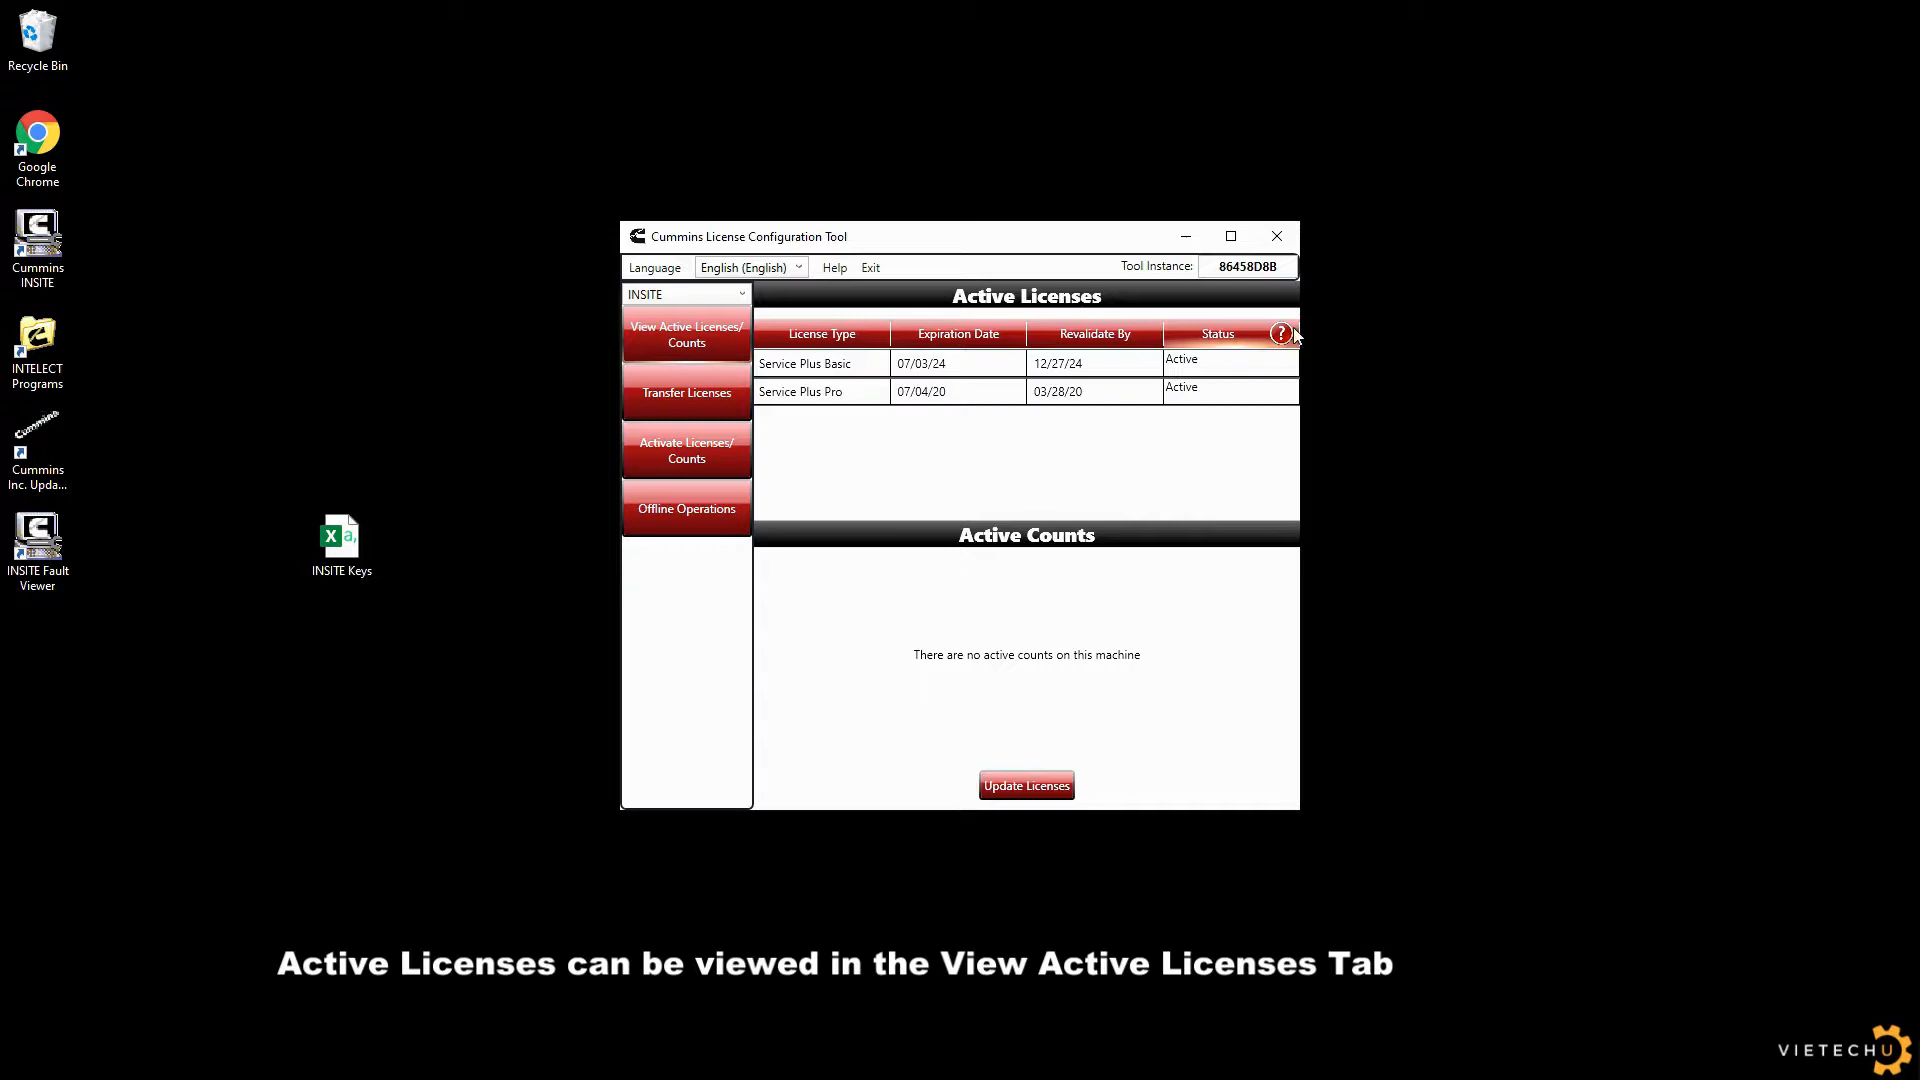 Recycle Bin
Google
Chrome
Cummins
INSITE
INTELECT
Programs
Cummins
Cummins
Inc. Upda...
INSITE Fault
Viewer
X a,
INSITE Keys
Cummins License Configuration Tool
Language English (English) Help Exit Tool Instance: 86458D8B
INSITE
View Active Licenses/
Counts
Transfer Licenses
Activate Licenses/
Counts
Offline Operations
Active Licenses
License Type Expiration Date Revalidate By Status ?
Service Plus Basic 07/03/24 12/27/24 Active
Service Plus Pro 07/04/20 03/28/20 Active
Active Counts
There are no active counts on this machine
Update Licenses
Active Licenses can be viewed in the View Active Licenses Tab
VIETECHU